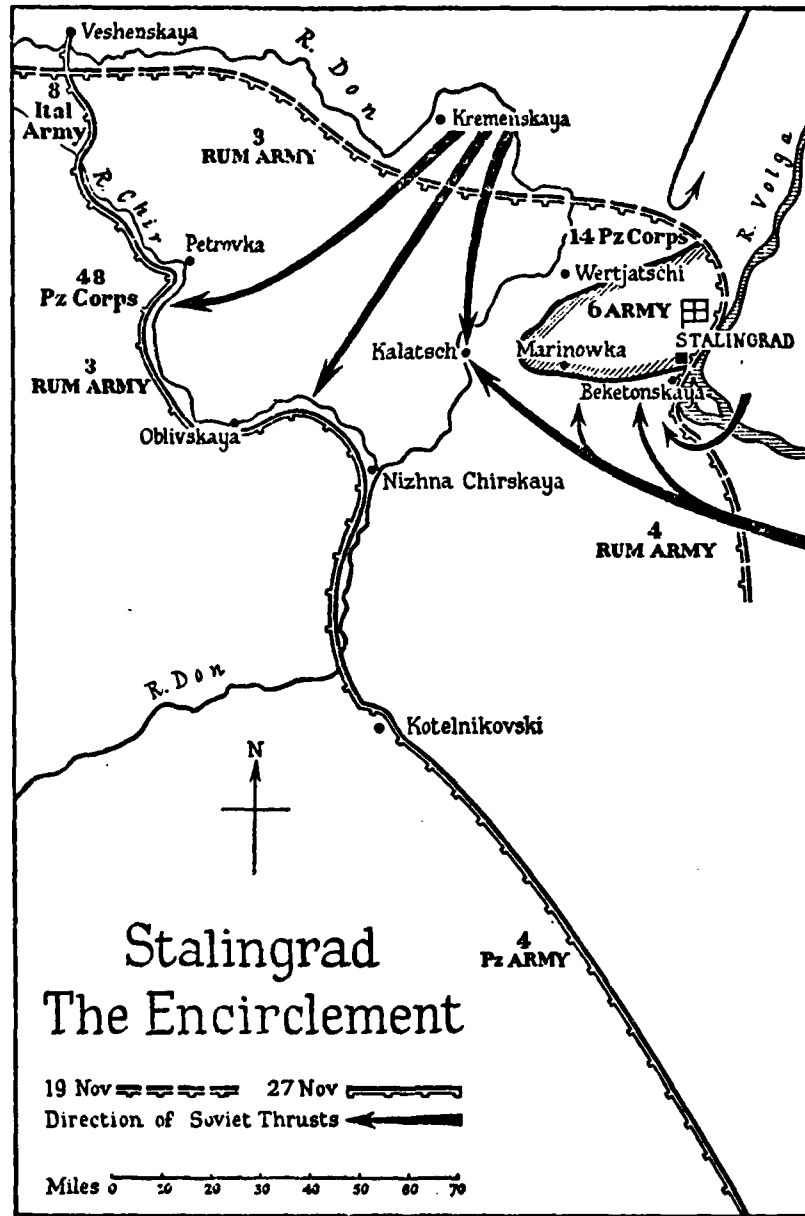 Veshenskaya
R. Don
8
Ital
Army
3
RUM ARMY
Kremenskaya
R. Chir
Petrovka
48
Pz Corps
3
RUM ARMY
Oblivskaya
Kalatsch
Nizhna Chirskaya
14 Pz Corps
Wertjatschi
R. Volga
6 ARMY
STALINGRAD
Marinowka
Beketonskaya
4
RUM ARMY
R. Don
Kotelnikovski
N
4
Pz ARMY
Stalingrad
The Encirclement
19 Nov 27 Nov
Direction of Soviet Thrusts
Miles 0 10 20 30 40 50 60 70